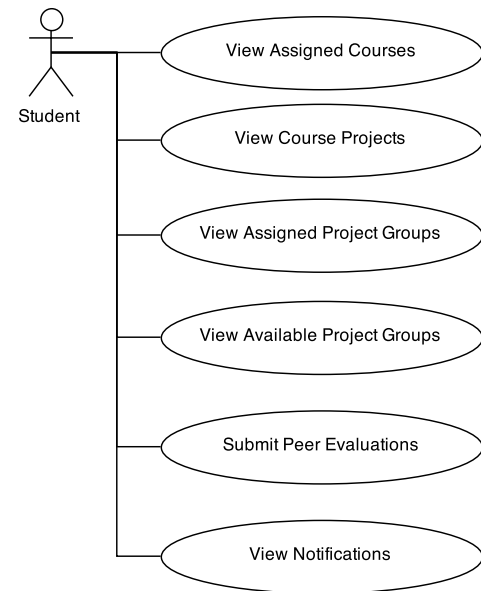 View Assigned Courses
Student
View Course Projects
View Assigned Project Groups
View Available Project Groups
Submit Peer Evaluations
View Notifications